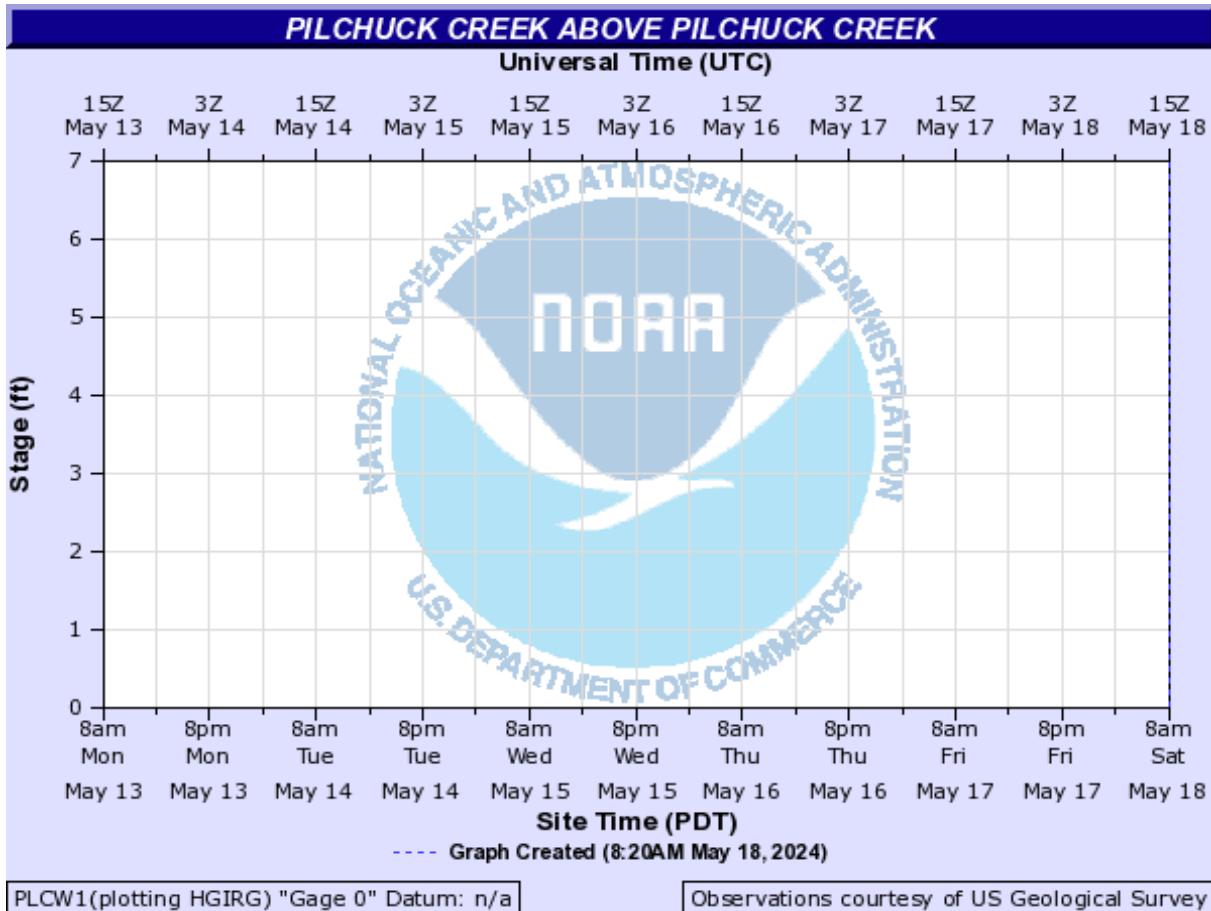 PILCHUCK CREEK ABOVE PILCHUCK CREEK
Universal Time (UTC)
15Z 3Z 15Z 3Z 15Z 3Z 15Z 3Z 15Z 3Z 15Z
May 13 May 14 May 14 May 15 May 15 May 16 May 16 May 17 May 17 May 18 May 18
7
6
5
4
3
2
1
0
Stage (ft)
NATIONAL OCEANIC AND ATMOSPHERIC ADMINISTRATION
NOAA
U.S. DEPARTMENT OF COMMERCE
8am 8pm 8am 8pm 8am 8pm 8am 8pm 8am 8pm 8am
Mon Mon Tue Tue Wed Wed Thu Thu Fri Fri Sat
May 13 May 13 May 14 May 14 May 15 May 15 May 16 May 16 May 17 May 17 May 18
Site Time (PDT)
Graph Created (8:20AM May 18, 2024)
PLCW1(plotting HGIRG) "Gage 0" Datum: n/a
Observations courtesy of US Geological Survey